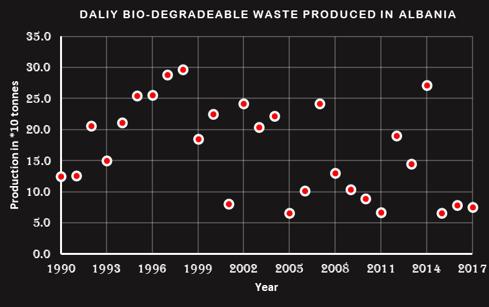 DALIY BIO-DEGRADEABLE WASTE PRODUCED IN ALBANIA
Production in *10 tonnes
35.0
30.0
25.0
20.0
15.0
10.0
5.0
0.0
1990 1993 1996 1999 2002 2005 2008 2011 2014 2017
Year